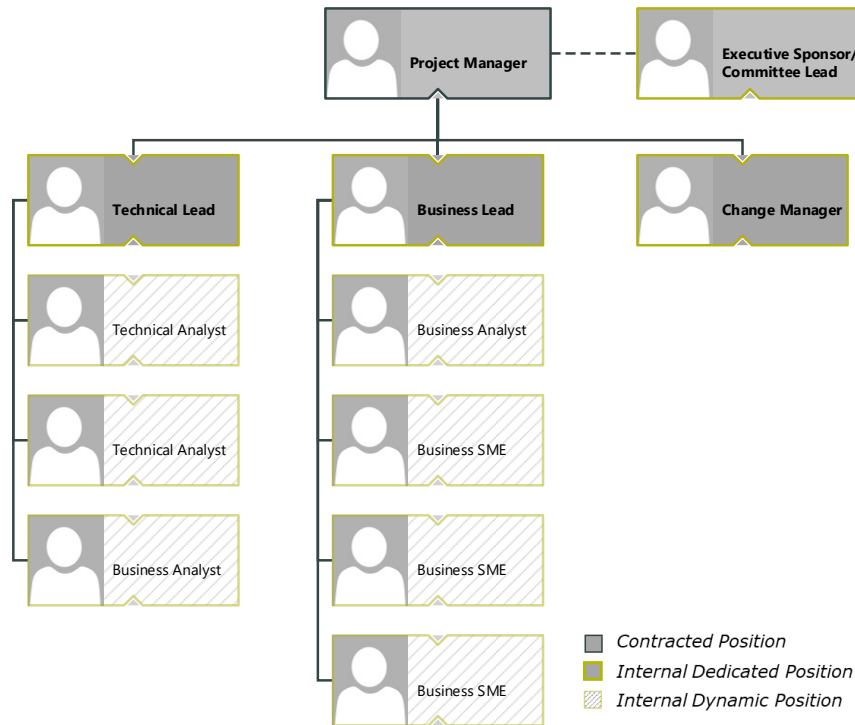 Project Manager
Executive Sponsor/
Committee Lead
Technical Lead
Business Lead
Change Manager
Technical Analyst
Business Analyst
Technical Analyst
Business SME
Business Analyst
Business SME
Business SME
Contracted Position
Internal Dedicated Position
Internal Dynamic Position